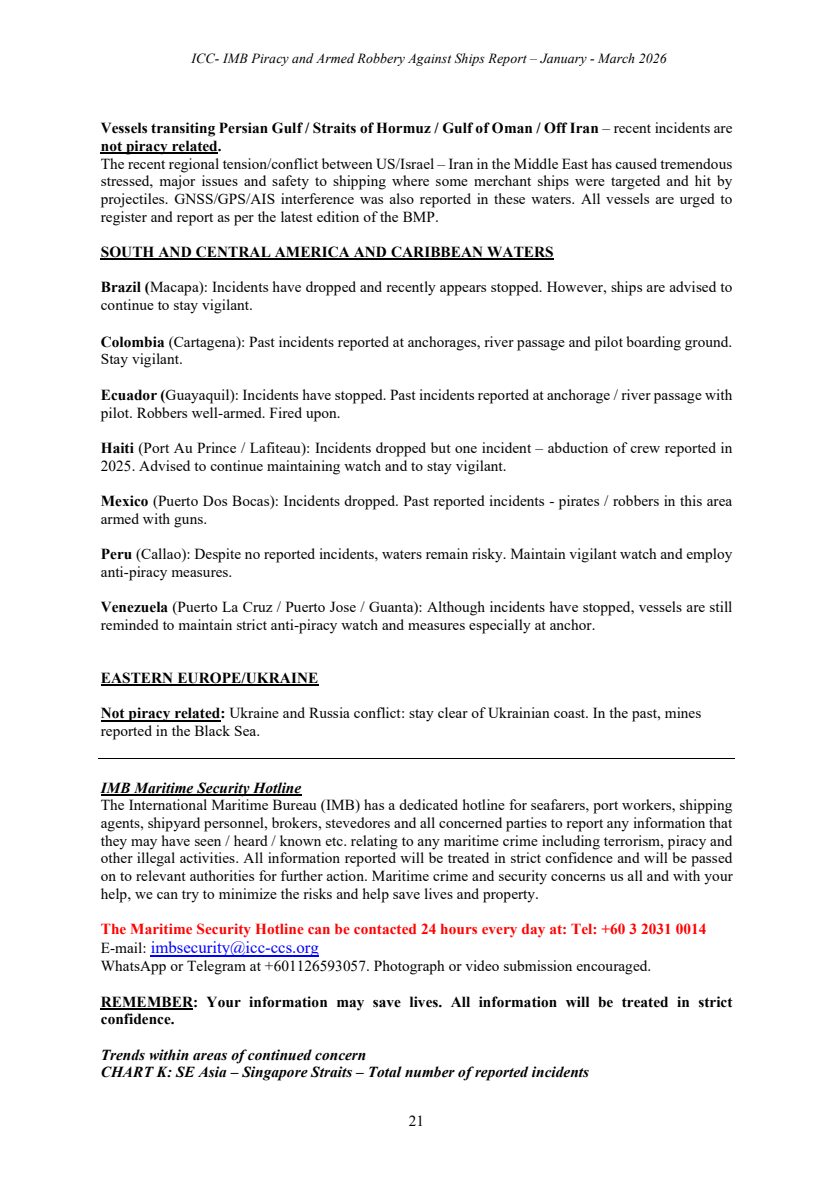 ICC- IMB Piracy and Armed Robbery Against Ships Report – January - March 2026
Vessels transiting Persian Gulf / Straits of Hormuz / Gulf of Oman / Off Iran – recent incidents are
not piracy related.
The recent regional tension/conflict between US/Israel – Iran in the Middle East has caused tremendous
stressed, major issues and safety to shipping where some merchant ships were targeted and hit by
projectiles. GNSS/GPS/AIS interference was also reported in these waters. All vessels are urged to
register and report as per the latest edition of the BMP.
SOUTH AND CENTRAL AMERICA AND CARIBBEAN WATERS
Brazil (Macapa): Incidents have dropped and recently appears stopped. However, ships are advised to
continue to stay vigilant.
Colombia (Cartagena): Past incidents reported at anchorages, river passage and pilot boarding ground.
Stay vigilant.
Ecuador (Guayaquil): Incidents have stopped. Past incidents reported at anchorage / river passage with
pilot. Robbers well-armed. Fired upon.
Haiti (Port Au Prince / Lafiteau): Incidents dropped but one incident – abduction of crew reported in
2025. Advised to continue maintaining watch and to stay vigilant.
Mexico (Puerto Dos Bocas): Incidents dropped. Past reported incidents - pirates / robbers in this area
armed with guns.
Peru (Callao): Despite no reported incidents, waters remain risky. Maintain vigilant watch and employ
anti-piracy measures.
Venezuela (Puerto La Cruz / Puerto Jose / Guanta): Although incidents have stopped, vessels are still
reminded to maintain strict anti-piracy watch and measures especially at anchor.
EASTERN EUROPE/UKRAINE
Not piracy related: Ukraine and Russia conflict: stay clear of Ukrainian coast. In the past, mines
reported in the Black Sea.
IMB Maritime Security Hotline
The International Maritime Bureau (IMB) has a dedicated hotline for seafarers, port workers, shipping
agents, shipyard personnel, brokers, stevedores and all concerned parties to report any information that
they may have seen / heard / known etc. relating to any maritime crime including terrorism, piracy and
other illegal activities. All information reported will be treated in strict confidence and will be passed
on to relevant authorities for further action. Maritime crime and security concerns us all and with your
help, we can try to minimize the risks and help save lives and property.
The Maritime Security Hotline can be contacted 24 hours every day at: Tel: +60 3 2031 0014
E-mail: imbsecurity@icc-ccs.org
WhatsApp or Telegram at +601126593057. Photograph or video submission encouraged.
REMEMBER: Your information may save lives. All information will be treated in strict
confidence.
Trends within areas of continued concern
CHART K: SE Asia – Singapore Straits – Total number of reported incidents
21